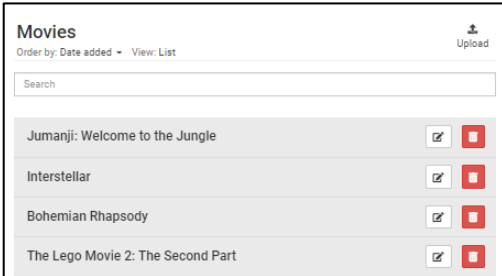 Movies
Upload
Order by: Date added View: List
Search
Jumanji: Welcome to the Jungle
Interstellar
Bohemian Rhapsody
The Lego Movie 2: The Second Part